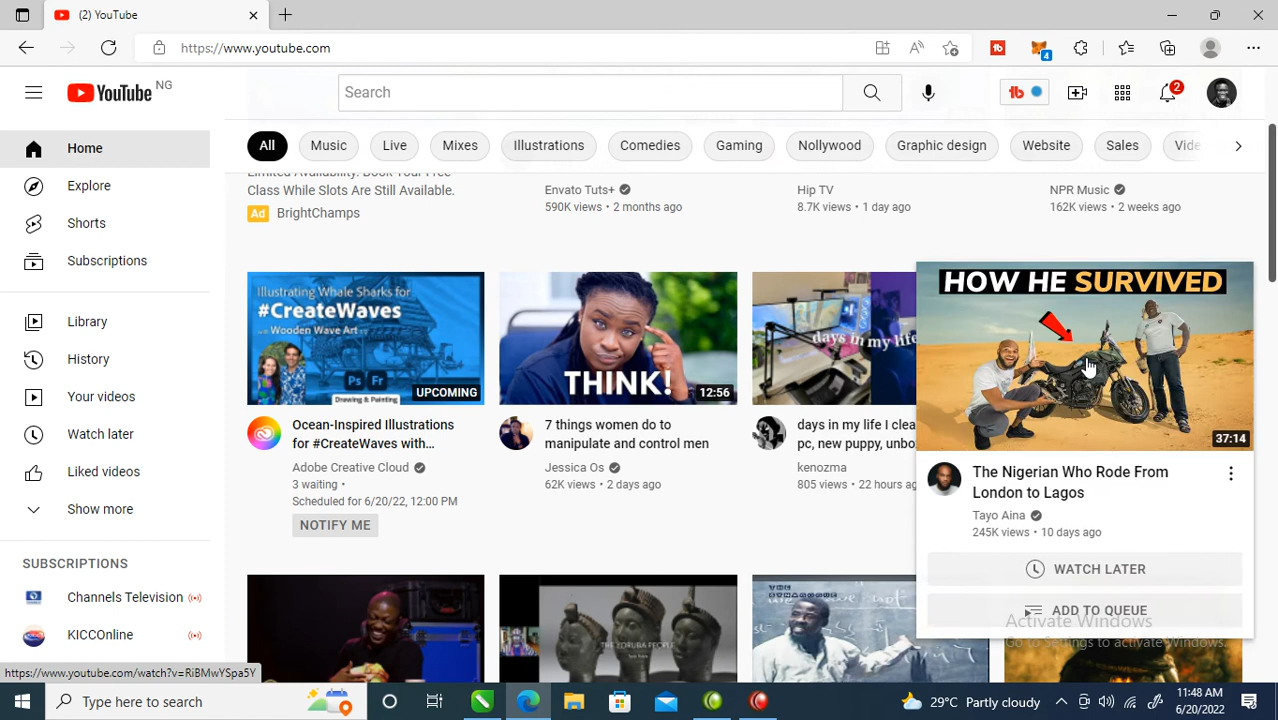 (2) YouTube
https://www.youtube.com
4
YouTube NG
Search
2
Home
Explore
Shorts
Subscriptions
Library
History
Your videos
Watch later
Liked videos
Show more
SUBSCRIPTIONS
Channels Television
KICCOnline
All Music Live Mixes Illustrations Comedies Gaming Nollywood Graphic design Website Sales Vide
Limited Availability. Book Your Free
Class While Slots Are Still Available.
Ad BrightChamps
Envato Tuts+
590K views • 2 months ago
Hip TV
8.7K views • 1 day ago
NPR Music
162K views • 2 weeks ago
Illustrating Whale Sharks for
#CreateWaves
with Wooden Wave Art
Ps Fr
Drawing & Painting
UPCOMING
Ocean-Inspired Illustrations
for #CreateWaves with...
Adobe Creative Cloud
3 waiting •
Scheduled for 6/20/22, 12:00 PM
NOTIFY ME
THINK!
12:56
7 things women do to
manipulate and control men
Jessica Os
62K views • 2 days ago
days in my life
days in my life I clea
pc, new puppy, unbo
kenozma
805 views • 22 hours ag
HOW HE SURVIVED
37:14
The Nigerian Who Rode From
London to Lagos
Tayo Aina
245K views • 10 days ago
WATCH LATER
ADD TO QUEUE
THE YORUBA PEOPLE
THE
SYNAGOGUE
Activate Windows
Go to Settings to activate Windows.
https://www.youtube.com/watch?v=RiBMwYSpa5Y
Type here to search
29°C Partly cloudy
11:48 AM
6/20/2022